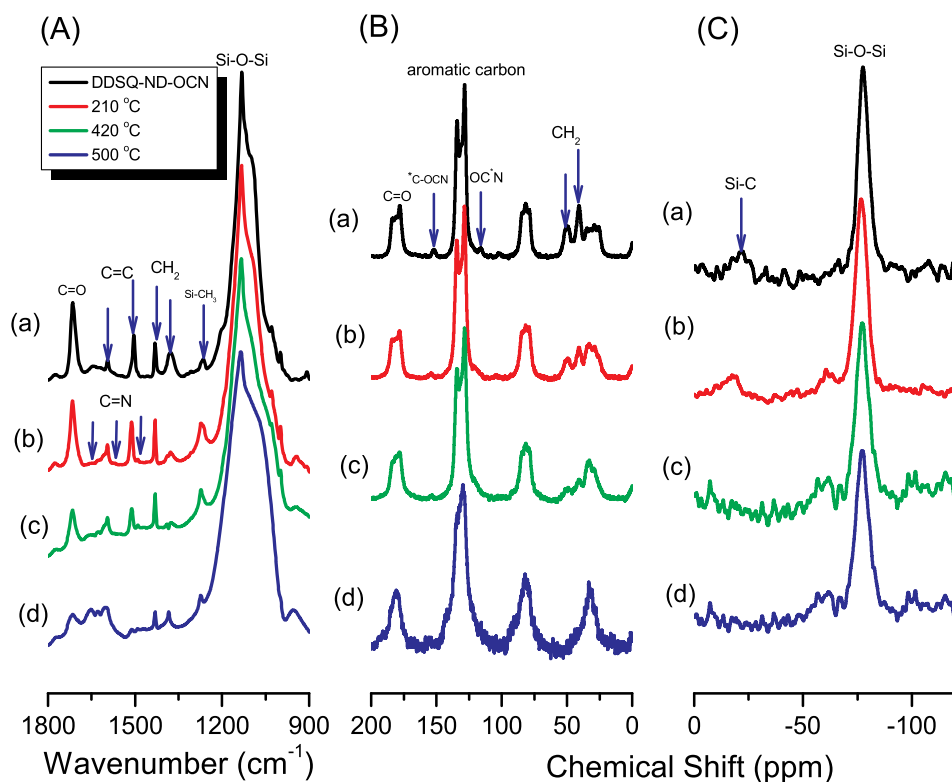 (A)
Si-O-Si
DDSQ-ND-OCN
210 °C
420 °C
500 °C
C=O
C=C
CH₂
Si-CH₃
(a)
C=N
(b)
(c)
(d)
1800 1500 1200 900
Wavenumber (cm⁻¹)
(B)
aromatic carbon
CH₂
C=O
*C-OCN
OC*N
(a)
(b)
(c)
(d)
200 150 100 50 0
(C)
Si-O-Si
Si-C
(a)
(b)
(c)
(d)
0 -50 -100
Chemical Shift (ppm)